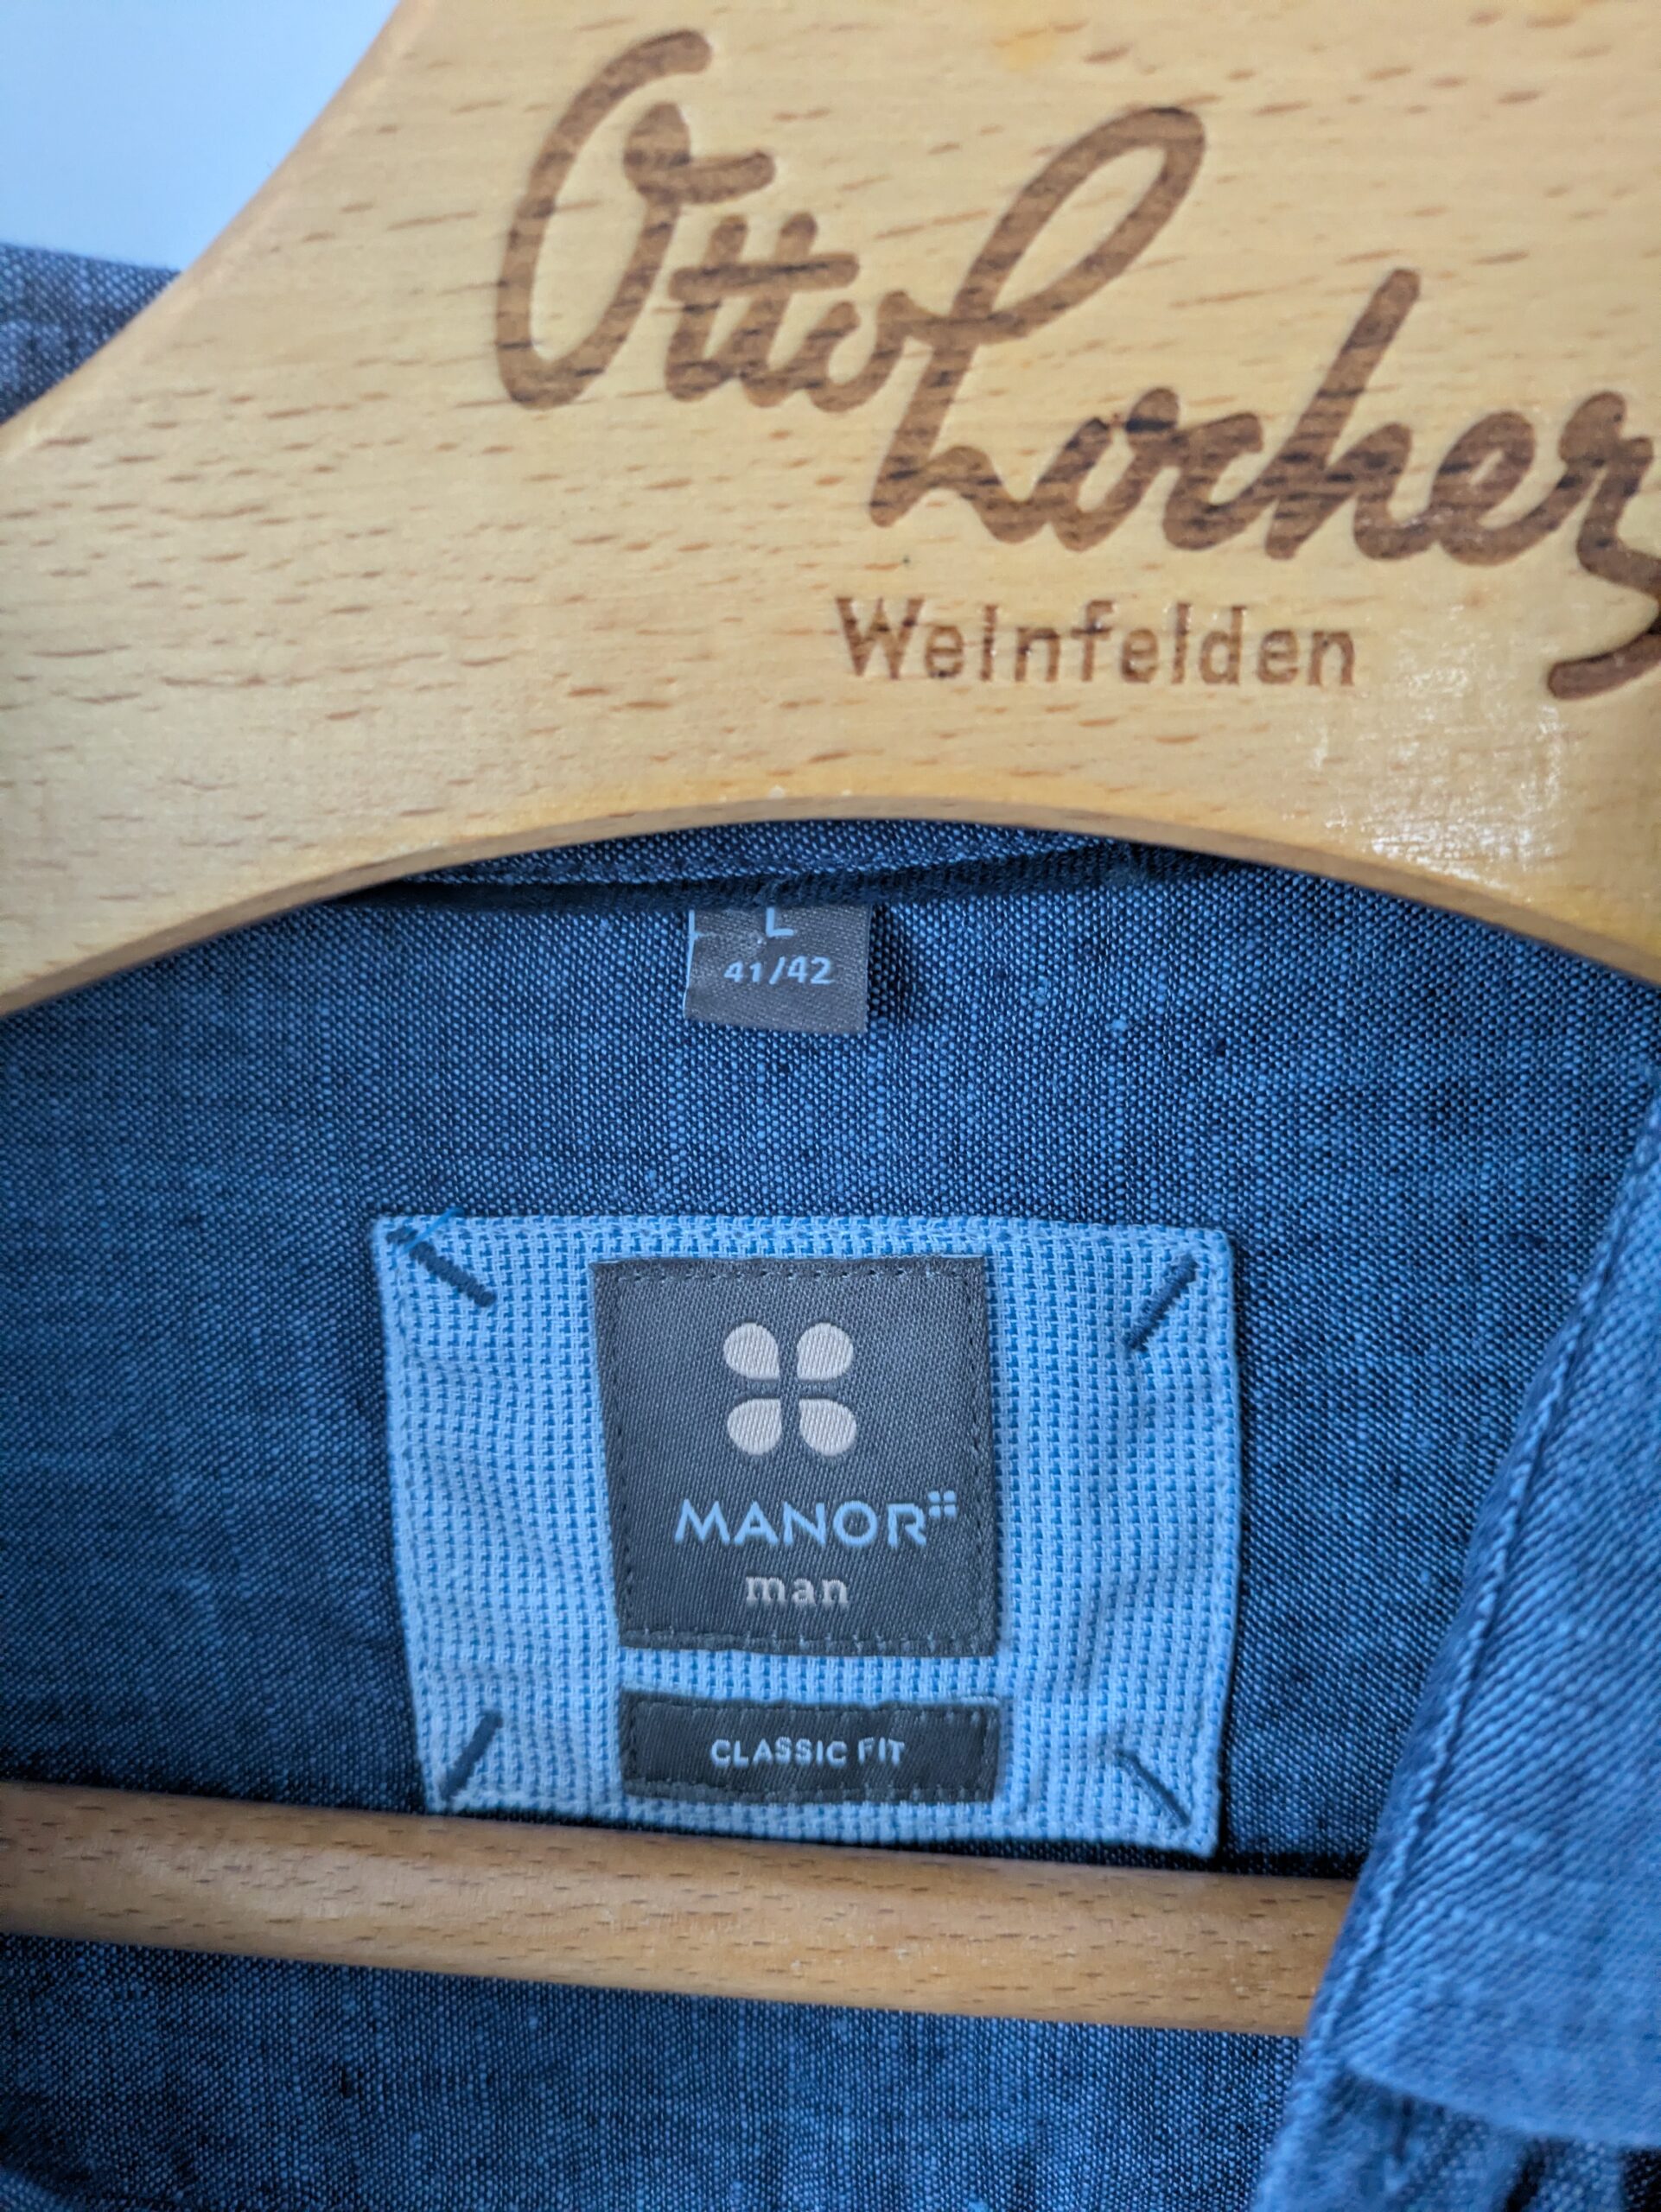 Otto Locher
Weinfelden
L
41/42
MANOR
man
CLASSIC FIT